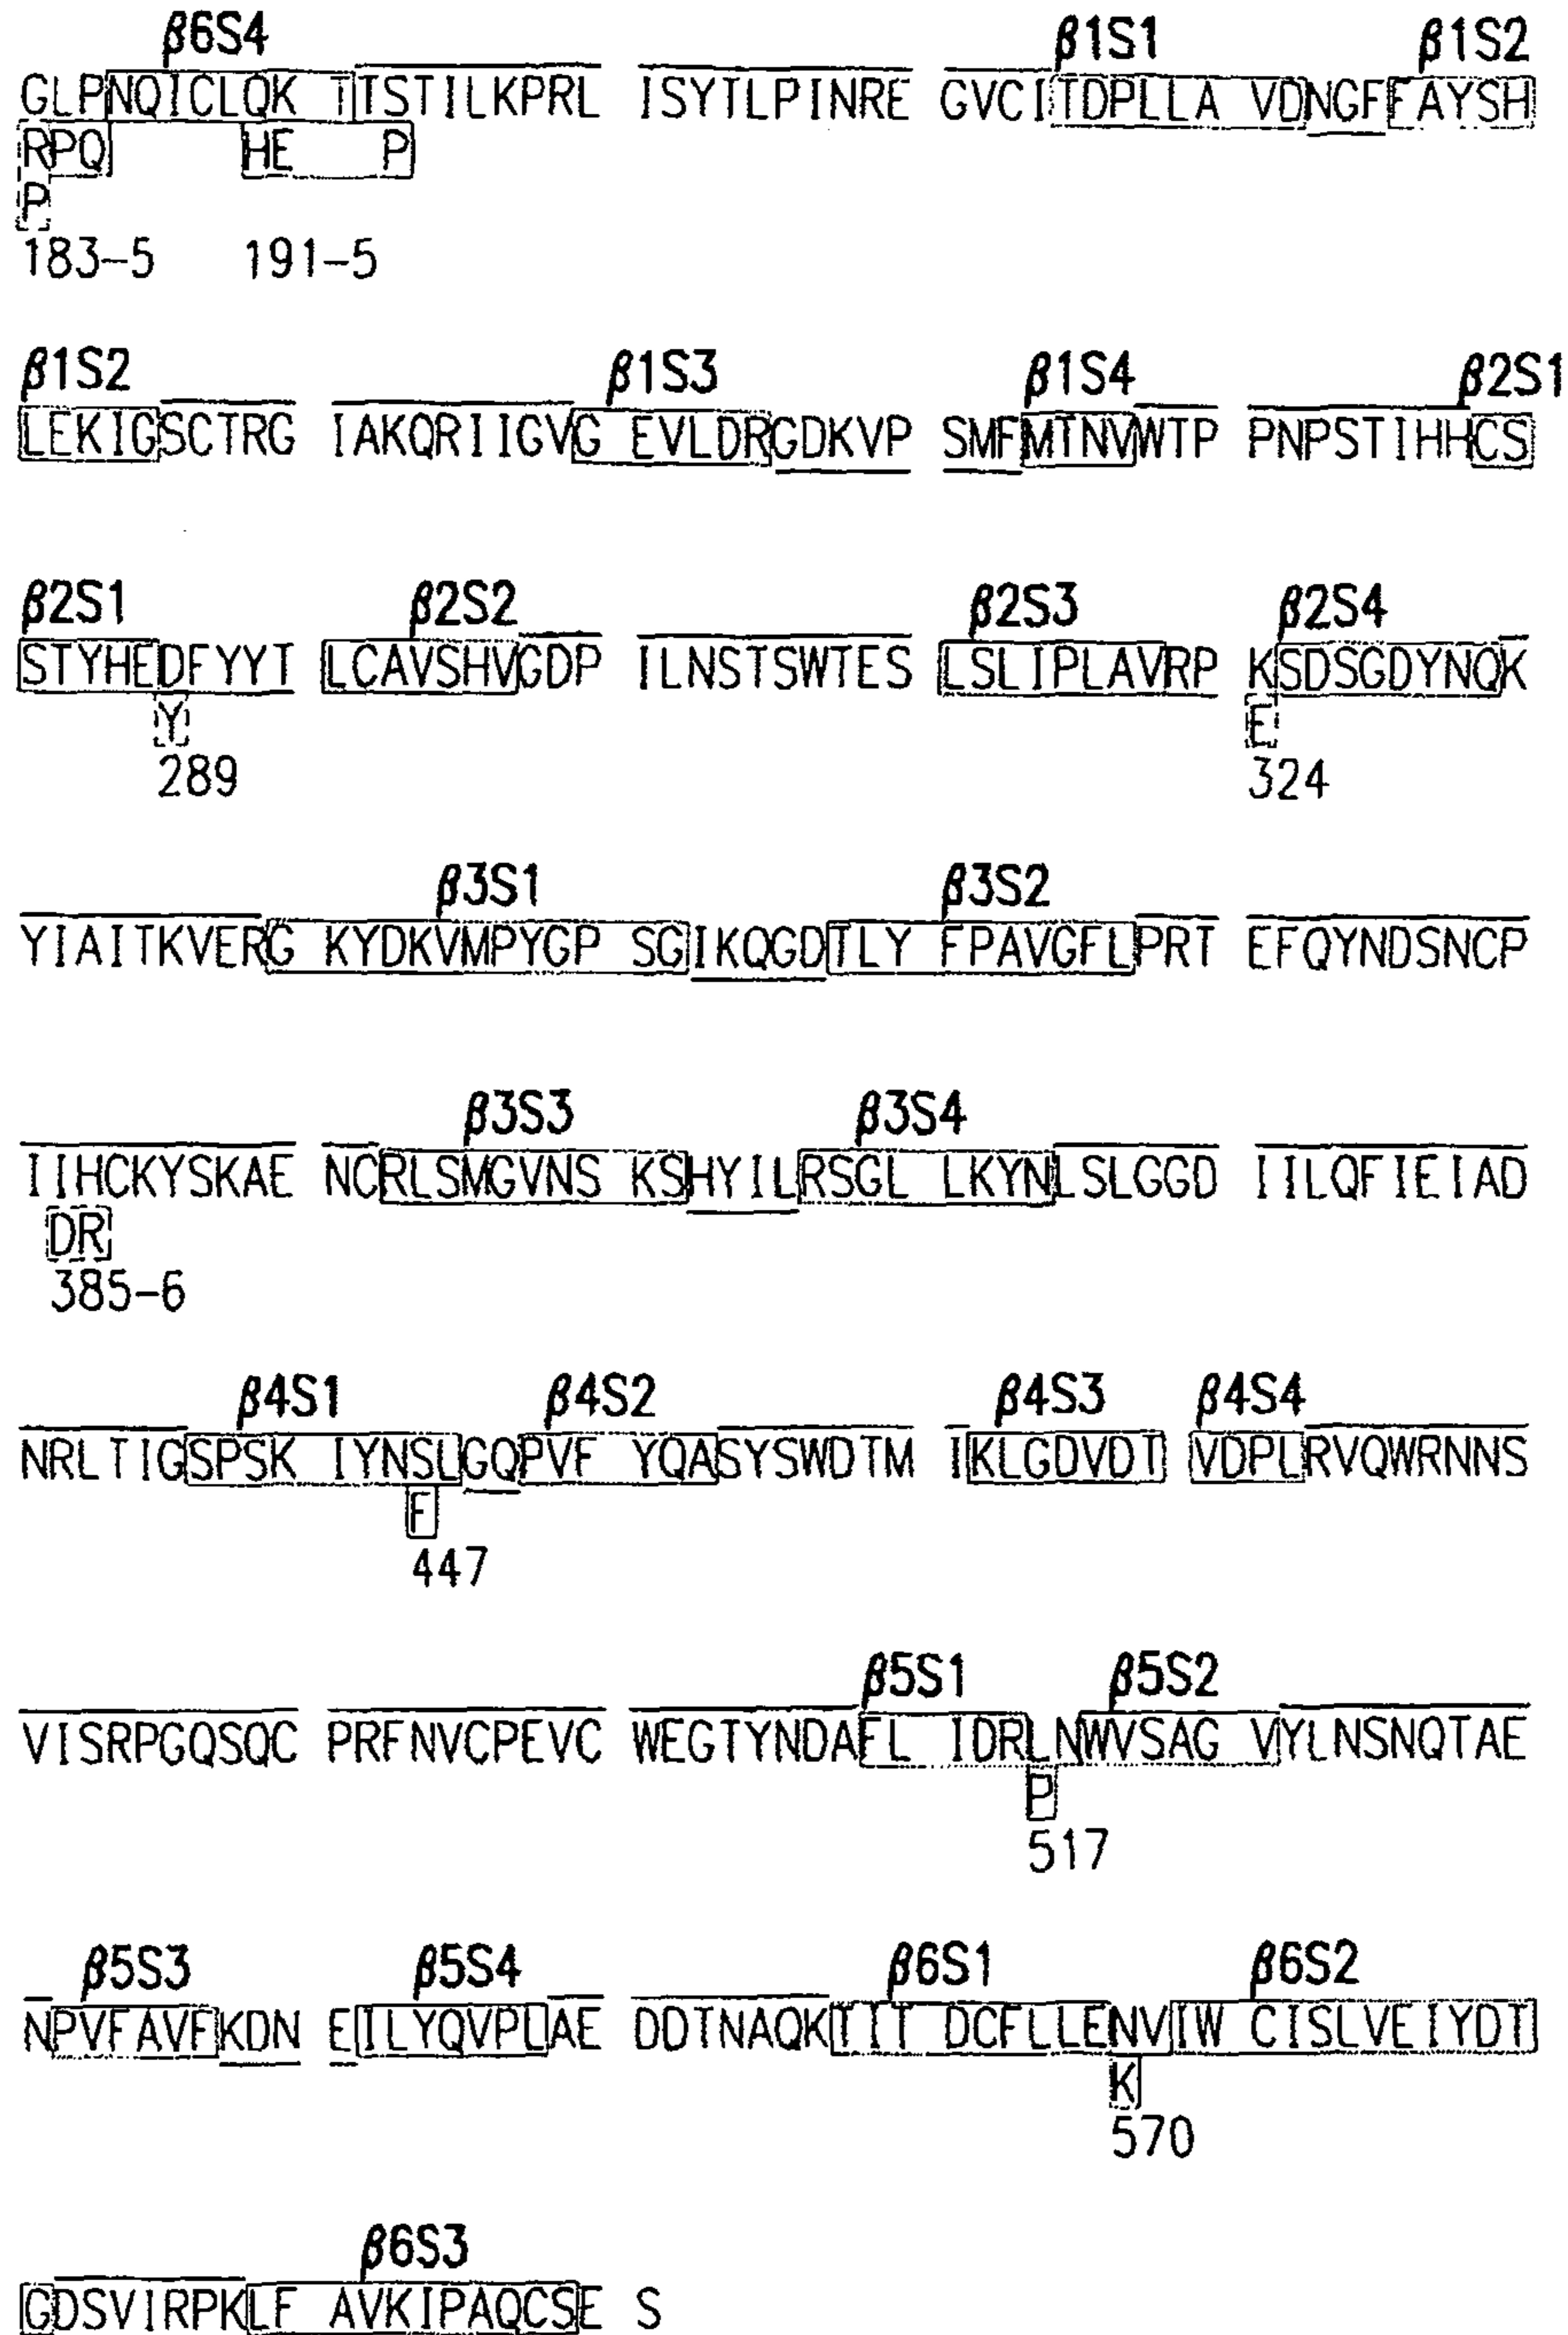 β6S4 β1S1 β1S2
GLPNQICLQK TTSTILKPRL ISYTLPINRE GVCITDPLLA VDNGFFAYSH
RPQ HE P
P
183-5 191-5
β1S2 β1S3 β1S4 β2S1
LEKIGSCTRG IAKQRIIGVG EVLDRGDKVP SMFMTNVWTP PNPSTIHHCS
β2S1 β2S2 β2S3 β2S4
STYHEDFYYT LCAVSHVGDP ILNSTSWTES LSLIPLAVRP KSDSGDYNQK
Y E
289 324
β3S1 β3S2
YIAITKVERG KYDKVMPYGP SGIKQGDTLY FPAVGFLPRT EFQYNDSNCP
β3S3 β3S4
IIHCKYSKAE NCRLSMGVNS KSHYILRSGL LKYNLSLGGD IILQFIEIAD
DR
385-6
β4S1 β4S2 β4S3 β4S4
NRLTIGSPSK IYNSLGQPVF YQASYSWDTM IKLGDVDT VDPLRVQWRNNS
F
447
β5S1 β5S2
VISRPGQSQC PRFNVCPEVC WEGTYNDAFL IDRLNWVSAG VYLNSNQTAE
P
517
β5S3 β5S4 β6S1 β6S2
NPVFAVFKDN EILYQVPLAE DDTNAQKTIT DCFLLENVIW CISLVEIYDT
K
570
β6S3
GDSVIRPKLF AVKIPAQCSE S